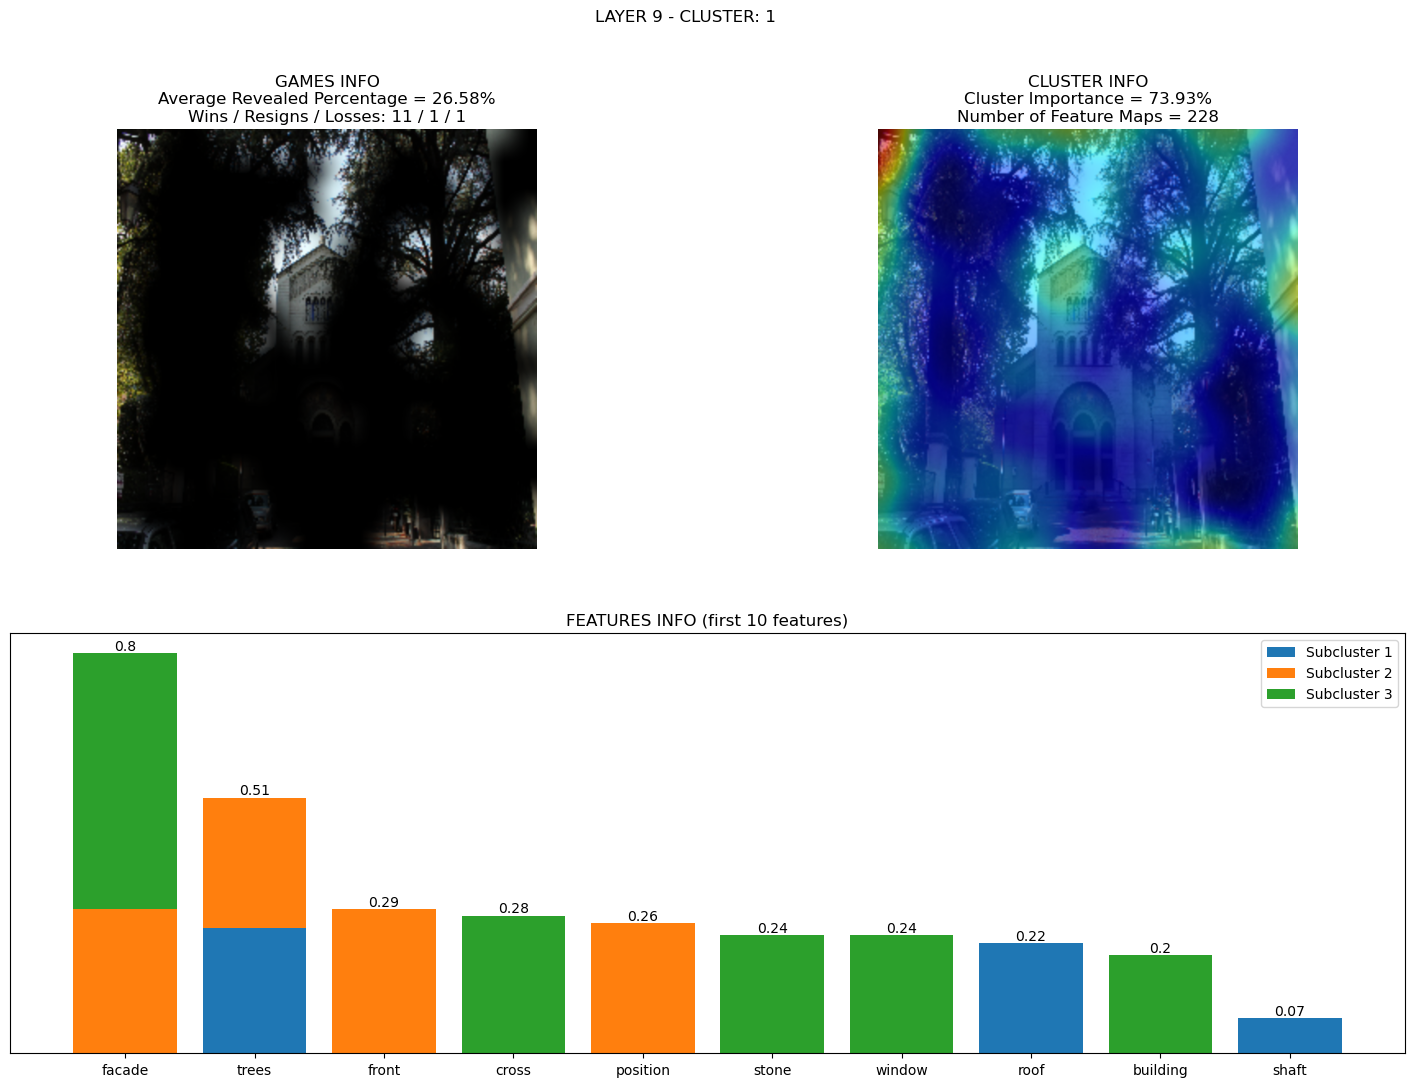 LAYER 9 - CLUSTER: 1
GAMES INFO
Average Revealed Percentage = 26.58%
Wins / Resigns / Losses: 11 / 1 / 1
CLUSTER INFO
Cluster Importance = 73.93%
Number of Feature Maps = 228
FEATURES INFO (first 10 features)
Subcluster 1
Subcluster 2
Subcluster 3
0.8
0.51
0.29
0.28
0.26
0.24
0.24
0.22
0.2
0.07
facade
trees
front
cross
position
stone
window
roof
building
shaft